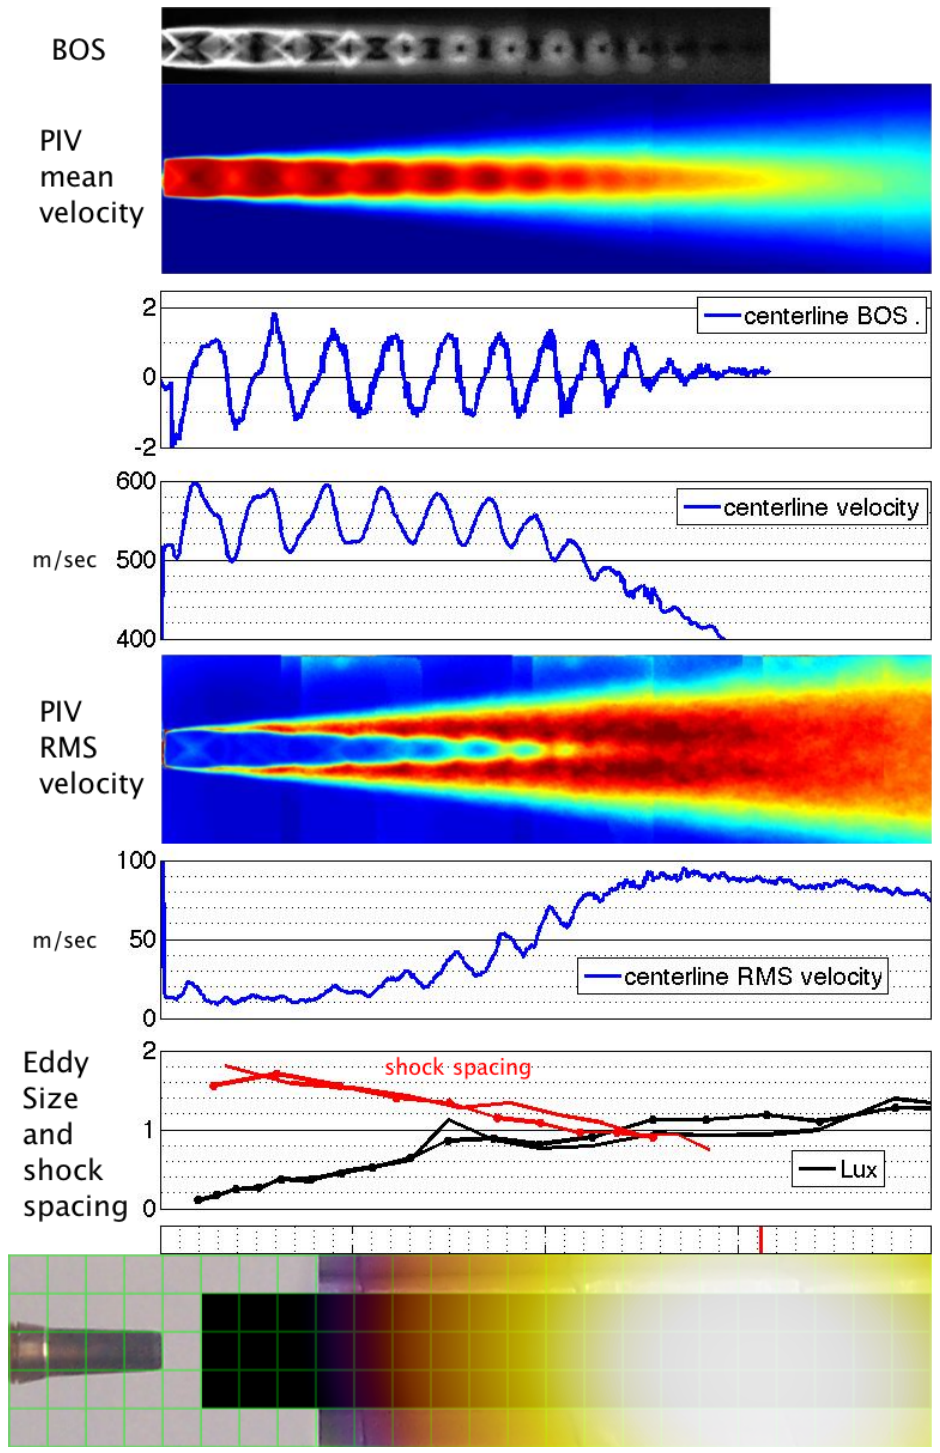 BOS
PIV
mean
velocity
2
centerline BOS .
0
-2
600
centerline velocity
m/sec
500
400
PIV
RMS
velocity
100
m/sec
50
centerline RMS velocity
0
Eddy
Size
and
shock
spacing
2
shock spacing
1
Lux
0